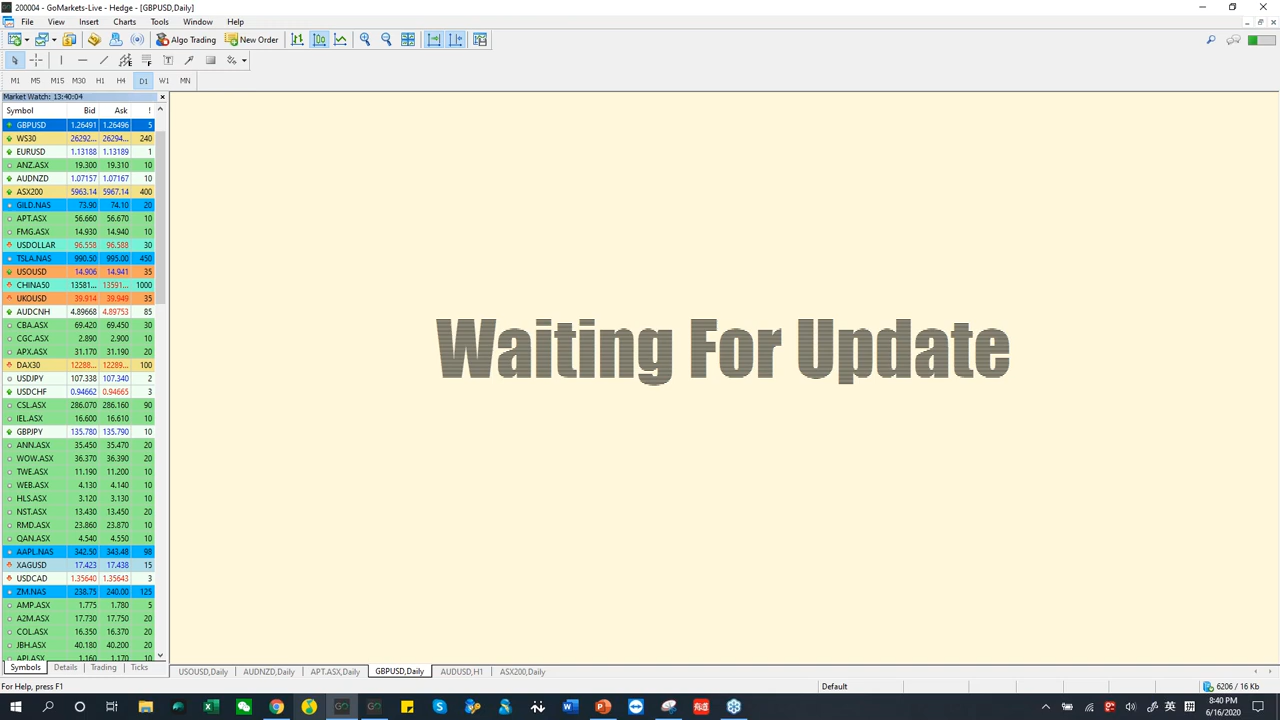 200004 - GoMarkets-Live - Hedge - [GBPUSD,Daily]
File View Insert Charts Tools Window Help
Algo Trading New Order
M1 M5 M15 M30 H1 H4 D1 W1 MN
Market Watch: 13:40:04
Symbol Bid Ask !
GBPUSD 1.26491 1.26496 5
WS30 26292... 26294... 240
EURUSD 1.13188 1.13189 1
ANZ.ASX 19.300 19.310 10
AUDNZD 1.07157 1.07167 10
ASX200 5963.14 5967.14 400
GILD.NAS 73.90 74.10 20
APT.ASX 56.660 56.670 10
FMG.ASX 14.930 14.940 10
USDOLLAR 96.558 96.588 30
TSLA.NAS 990.50 995.00 450
USOUSD 14.906 14.941 35
CHINA50 13581... 13591... 1000
UKOUSD 39.914 39.949 35
AUDCNH 4.89668 4.89753 85
CBA.ASX 69.420 69.450 30
CGC.ASX 2.890 2.900 10
APX.ASX 31.170 31.190 20
DAX30 12288... 12289... 100
USDJPY 107.338 107.340 2
USDCHF 0.94662 0.94665 3
CSL.ASX 286.070 286.160 90
IEL.ASX 16.600 16.610 10
GBPJPY 135.780 135.790 10
ANN.ASX 35.450 35.470 20
WOW.ASX 36.370 36.390 20
TWE.ASX 11.190 11.200 10
WEB.ASX 4.130 4.140 10
HLS.ASX 3.120 3.130 10
NST.ASX 13.430 13.450 20
RMD.ASX 23.860 23.870 10
QAN.ASX 4.540 4.550 10
AAPL.NAS 342.50 343.48 98
XAGUSD 17.423 17.438 15
USDCAD 1.35640 1.35643 3
ZM.NAS 238.75 240.00 125
AMP.ASX 1.775 1.780 5
A2M.ASX 17.730 17.750 20
COL.ASX 16.350 16.370 20
JBH.ASX 40.180 40.200 20
API.ASX 1.160 1.170 10
Waiting For Update
Symbols Details Trading Ticks
USOUSD,Daily AUDNZD,Daily APT.ASX,Daily GBPUSD,Daily AUDUSD,H1 ASX200,Daily
For Help, press F1 Default 6206 / 16 Kb
英 拼 8:40 PM
6/16/2020